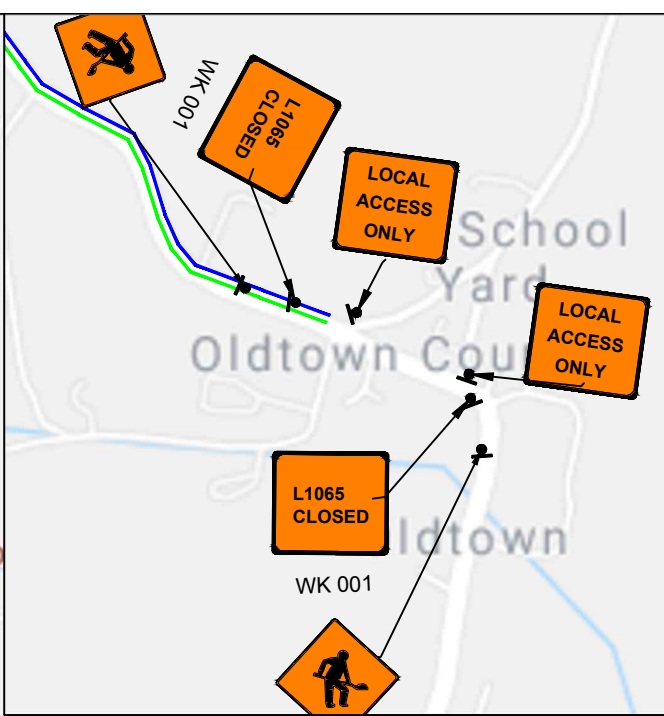 WK 001
L1065
CLOSED
LOCAL
ACCESS
ONLY
School
Yard
LOCAL
ACCESS
ONLY
Oldtown Cou
L1065
CLOSED
ldtown
WK 001